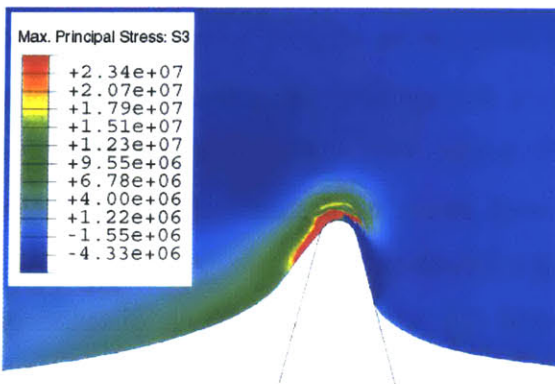 Max. Principal Stress: S3
+2.34e+07
+2.07e+07
+1.79e+07
+1.51e+07
+1.23e+07
+9.55e+06
+6.78e+06
+4.00e+06
+1.22e+06
-1.55e+06
-4.33e+06